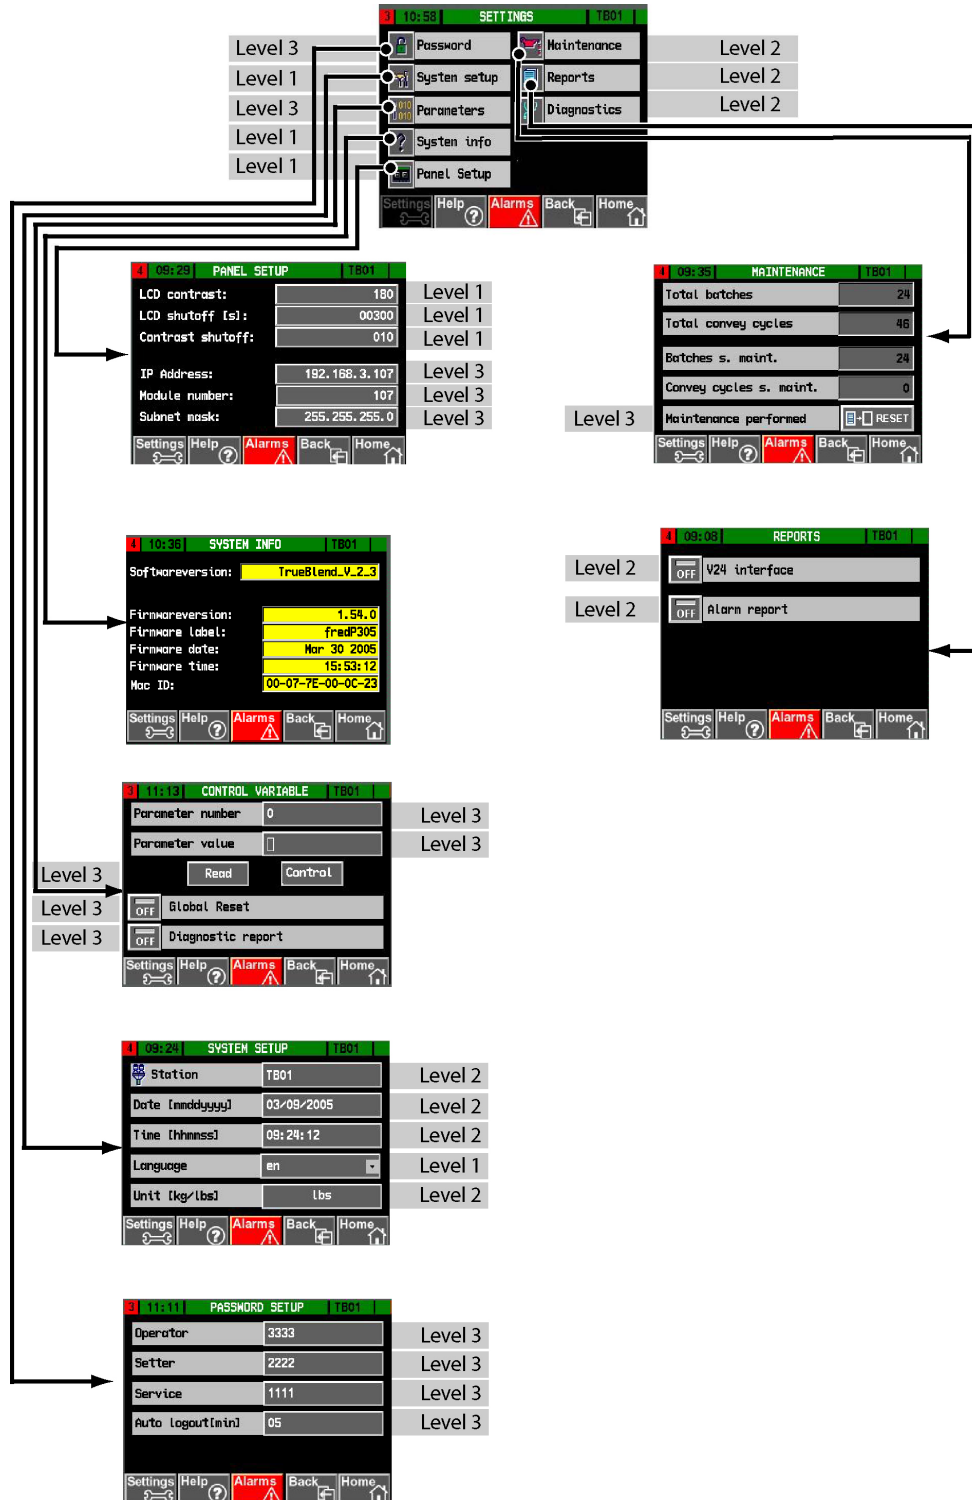 3 10:58 SETTINGS TB01
Level 3 Password Maintenance Level 2
Level 1 System setup Reports Level 2
Level 3 Parameters Diagnostics Level 2
Level 1 System info
Level 1 Panel Setup
Settings Help Alarms Back Home
4 09:29 PANEL SETUP TB01
LCD contrast: 180 Level 1
LCD shutoff [s]: 00300 Level 1
Contrast shutoff: 010 Level 1
IP Address: 192.168.3.107 Level 3
Module number: 107 Level 3
Subnet mask: 255.255.255.0 Level 3
Settings Help Alarms Back Home
4 09:35 MAINTENANCE TB01
Total batches 24
Total convey cycles 46
Batches s. maint. 24
Convey cycles s. maint. 0
Level 3 Maintenance performed RESET
Settings Help Alarms Back Home
4 10:36 SYSTEM INFO TB01
Softwareversion: TrueBlend_V_2_3
Firmwareversion: 1.54.0
Firmware label: fredP305
Firmware date: Mar 30 2005
Firmware time: 15:53:12
Mac ID: 00-07-7E-00-0C-23
Settings Help Alarms Back Home
4 09:08 REPORTS TB01
Level 2 OFF V24 interface
Level 2 OFF Alarm report
Settings Help Alarms Back Home
3 11:13 CONTROL VARIABLE TB01
Parameter number 0 Level 3
Parameter value Level 3
Level 3 Read Control
Level 3 OFF Global Reset
Level 3 OFF Diagnostic report
Settings Help Alarms Back Home
4 09:24 SYSTEM SETUP TB01
Station TB01 Level 2
Date [mmddyyyy] 03/09/2005 Level 2
Time [hhmmss] 09:24:12 Level 2
Language en Level 1
Unit [kg/lbs] lbs Level 2
Settings Help Alarms Back Home
3 11:11 PASSWORD SETUP TB01
Operator 3333 Level 3
Setter 2222 Level 3
Service 1111 Level 3
Auto logout[min] 05 Level 3
Settings Help Alarms Back Home